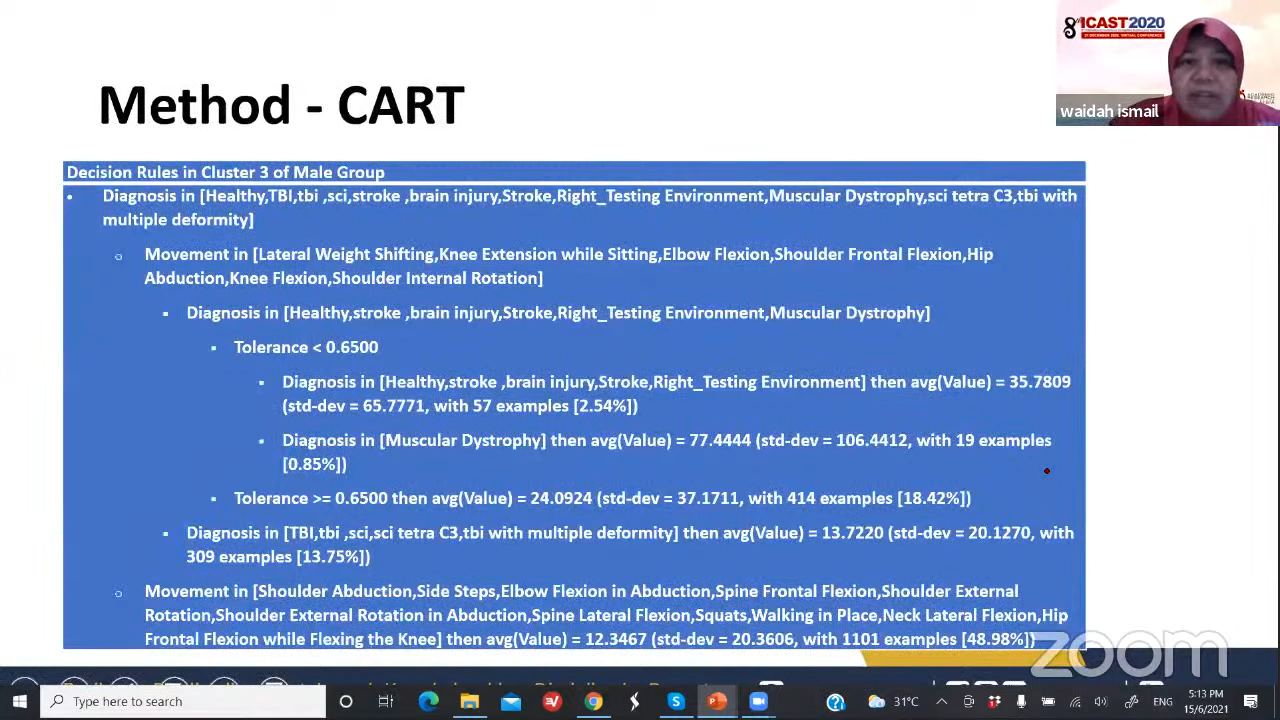 8th ICAST2020
21 DECEMBER 2020, VIRTUAL CONFERENCE
waidah ismail
Method - CART
Decision Rules in Cluster 3 of Male Group
• Diagnosis in [Healthy,TBI,tbi ,sci,stroke ,brain injury,Stroke,Right_Testing Environment,Muscular Dystrophy,sci tetra C3,tbi with
multiple deformity]
○ Movement in [Lateral Weight Shifting,Knee Extension while Sitting,Elbow Flexion,Shoulder Frontal Flexion,Hip
Abduction,Knee Flexion,Shoulder Internal Rotation]
▪ Diagnosis in [Healthy,stroke ,brain injury,Stroke,Right_Testing Environment,Muscular Dystrophy]
▪ Tolerance < 0.6500
▪ Diagnosis in [Healthy,stroke ,brain injury,Stroke,Right_Testing Environment] then avg(Value) = 35.7809
(std-dev = 65.7771, with 57 examples [2.54%])
▪ Diagnosis in [Muscular Dystrophy] then avg(Value) = 77.4444 (std-dev = 106.4412, with 19 examples
[0.85%])
▪ Tolerance >= 0.6500 then avg(Value) = 24.0924 (std-dev = 37.1711, with 414 examples [18.42%])
▪ Diagnosis in [TBI,tbi ,sci,sci tetra C3,tbi with multiple deformity] then avg(Value) = 13.7220 (std-dev = 20.1270, with
309 examples [13.75%])
○ Movement in [Shoulder Abduction,Side Steps,Elbow Flexion in Abduction,Spine Frontal Flexion,Shoulder External
Rotation,Shoulder External Rotation in Abduction,Spine Lateral Flexion,Squats,Walking in Place,Neck Lateral Flexion,Hip
Frontal Flexion while Flexing the Knee] then avg(Value) = 12.3467 (std-dev = 20.3606, with 1101 examples [48.98%])
zoom
Type here to search
31°C
ENG
5:13 PM
15/6/2021